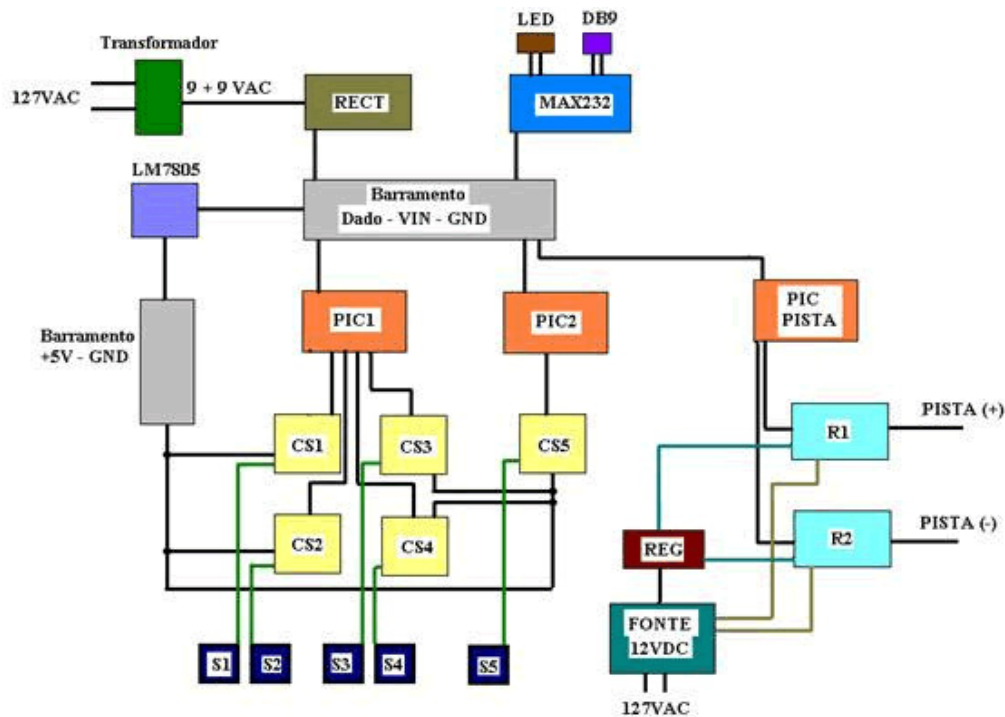 LED
DB9
Transformador
127VAC
9 + 9 VAC
RECT
MAX232
LM7805
Barramento
Dado - VIN - GND
Barramento
+5V - GND
PIC1
PIC2
PIC
PISTA
CS1
CS3
CS5
R1
PISTA (+)
CS2
CS4
REG
R2
PISTA (-)
FONTE
12VDC
S1
S2
S3
S4
S5
127VAC